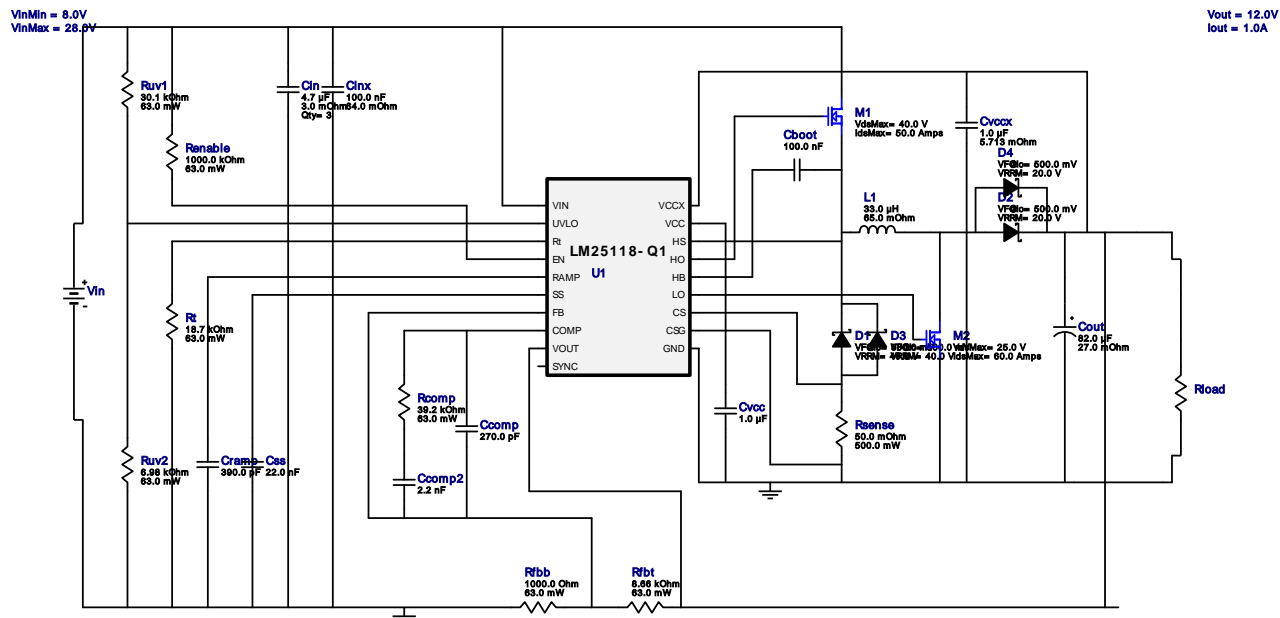 VinMin = 8.0V
VinMax = 28.0V
Vout = 12.0V
Iout = 1.0A
Ruv1
30.1 kOhm
63.0 mW
Cin
4.7 µF
3.0 mOhm
Qty= 3
Cinx
100.0 nF
64.0 mOhm
Renable
1000.0 kOhm
63.0 mW
M1
VdsMax= 40.0 V
IdsMax= 50.0 Amps
Cboot
100.0 nF
Cvccx
1.0 µF
5.713 mOhm
D4
VF@Io= 500.0 mV
VRRM= 20.0 V
D2
VF@Io= 500.0 mV
VRRM= 20.0 V
L1
33.0 µH
65.0 mOhm
VIN
UVLO
Rt
EN
RAMP
SS
FB
COMP
VOUT
SYNC
LM25118-Q1
U1
VCCX
VCC
HS
HO
HB
LO
CS
CSG
GND
Vin
Rt
18.7 kOhm
63.0 mW
D1
D3
VRRM= 40.0 V
M2
VdsMax= 25.0 V
IdsMax= 60.0 Amps
Cout
82.0 µF
27.0 mOhm
Rload
Rcomp
39.2 kOhm
63.0 mW
Ccomp
270.0 pF
Ccomp2
2.2 nF
Cvcc
1.0 µF
Rsense
50.0 mOhm
500.0 mW
Ruv2
6.98 kOhm
63.0 mW
Cramp
390.0 pF
Css
22.0 nF
Rfbb
1000.0 Ohm
63.0 mW
Rfbt
8.66 kOhm
63.0 mW